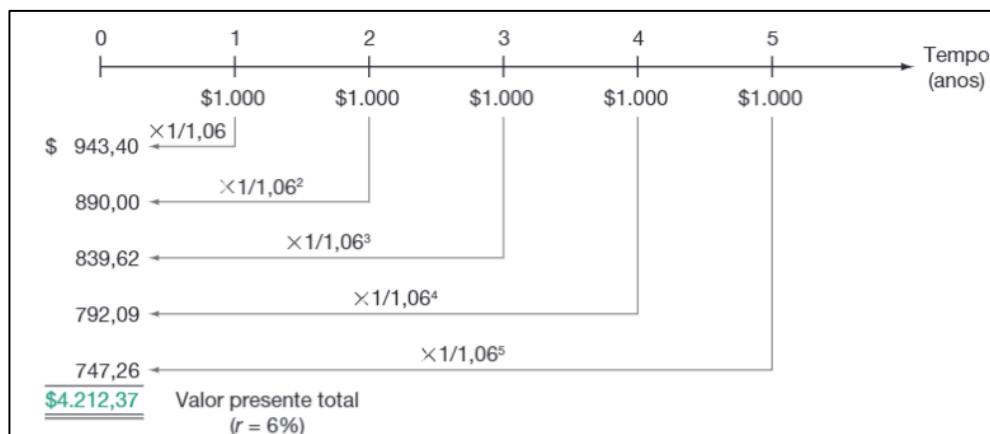 0 1 2 3 4 5
Tempo
(anos)
$1.000 $1.000 $1.000 $1.000 $1.000
$ 943,40 ×1/1,06
890,00 ×1/1,06²
839,62 ×1/1,06³
792,09 ×1/1,06⁴
747,26 ×1/1,06⁵
$4.212,37 Valor presente total
(r = 6%)